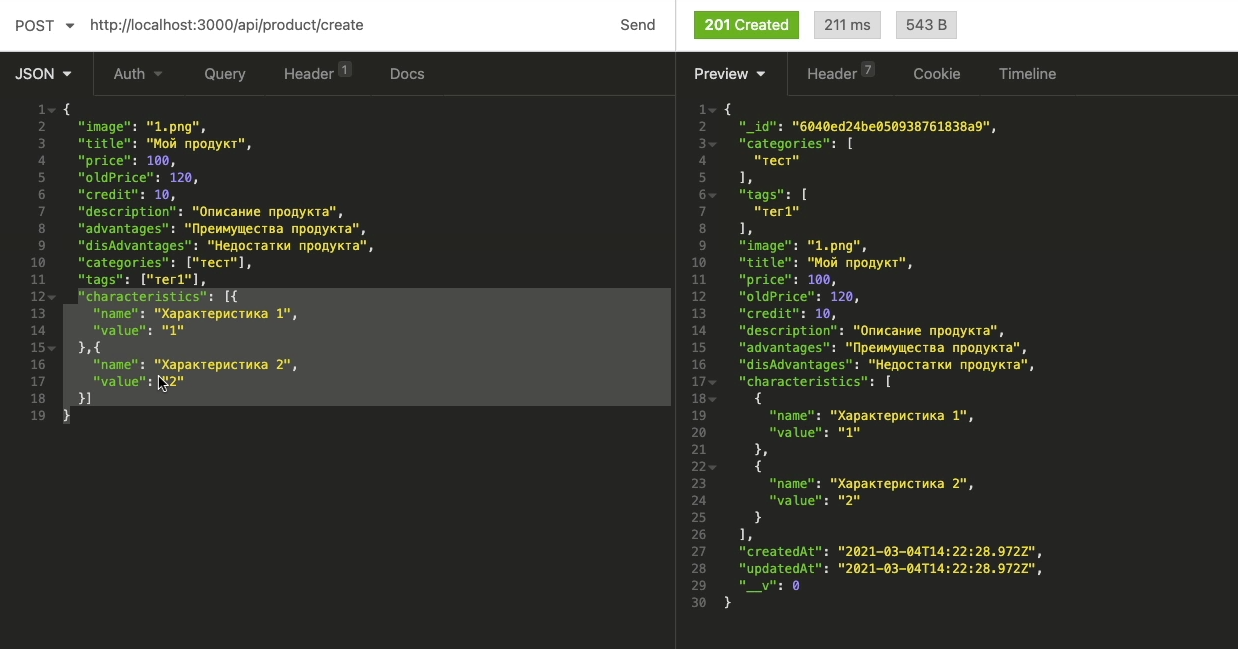 POST http://localhost:3000/api/product/create Send
201 Created 211 ms 543 B
JSON Auth Query Header 1 Docs
1 {
2 "image": "1.png",
3 "title": "Мой продукт",
4 "price": 100,
5 "oldPrice": 120,
6 "credit": 10,
7 "description": "Описание продукта",
8 "advantages": "Преимущества продукта",
9 "disAdvantages": "Недостатки продукта",
10 "categories": ["тест"],
11 "tags": ["тег1"],
12 "characteristics": [{
13 "name": "Характеристика 1",
14 "value": "1"
15 },{
16 "name": "Характеристика 2",
17 "value": "2"
18 }]
19 }
Preview Header 7 Cookie Timeline
1 {
2 "_id": "6040ed24be050938761838a9",
3 "categories": [
4 "тест"
5 ],
6 "tags": [
7 "тег1"
8 ],
9 "image": "1.png",
10 "title": "Мой продукт",
11 "price": 100,
12 "oldPrice": 120,
13 "credit": 10,
14 "description": "Описание продукта",
15 "advantages": "Преимущества продукта",
16 "disAdvantages": "Недостатки продукта",
17 "characteristics": [
18 {
19 "name": "Характеристика 1",
20 "value": "1"
21 },
22 {
23 "name": "Характеристика 2",
24 "value": "2"
25 }
26 ],
27 "createdAt": "2021-03-04T14:22:28.972Z",
28 "updatedAt": "2021-03-04T14:22:28.972Z",
29 "__v": 0
30 }